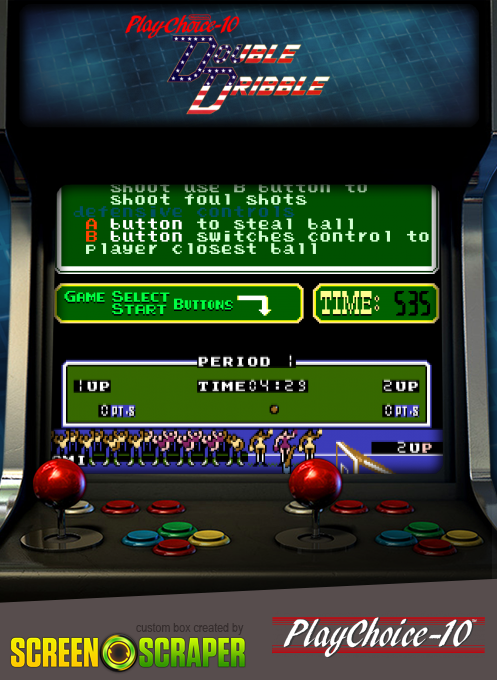 PlayChoice-10
DOUBLE
DRIBBLE
shoot use B button to
shoot foul shots
defensive controls
A button to steal ball
B button switches control to
player closest ball
GAME SELECT
START BUTTONS
TIME: 535
PERIOD 1
1UP TIME04:29 2UP
0PTS 0PTS
2UP
custom box created by
SCREEN SCRAPER
PlayChoice-10™